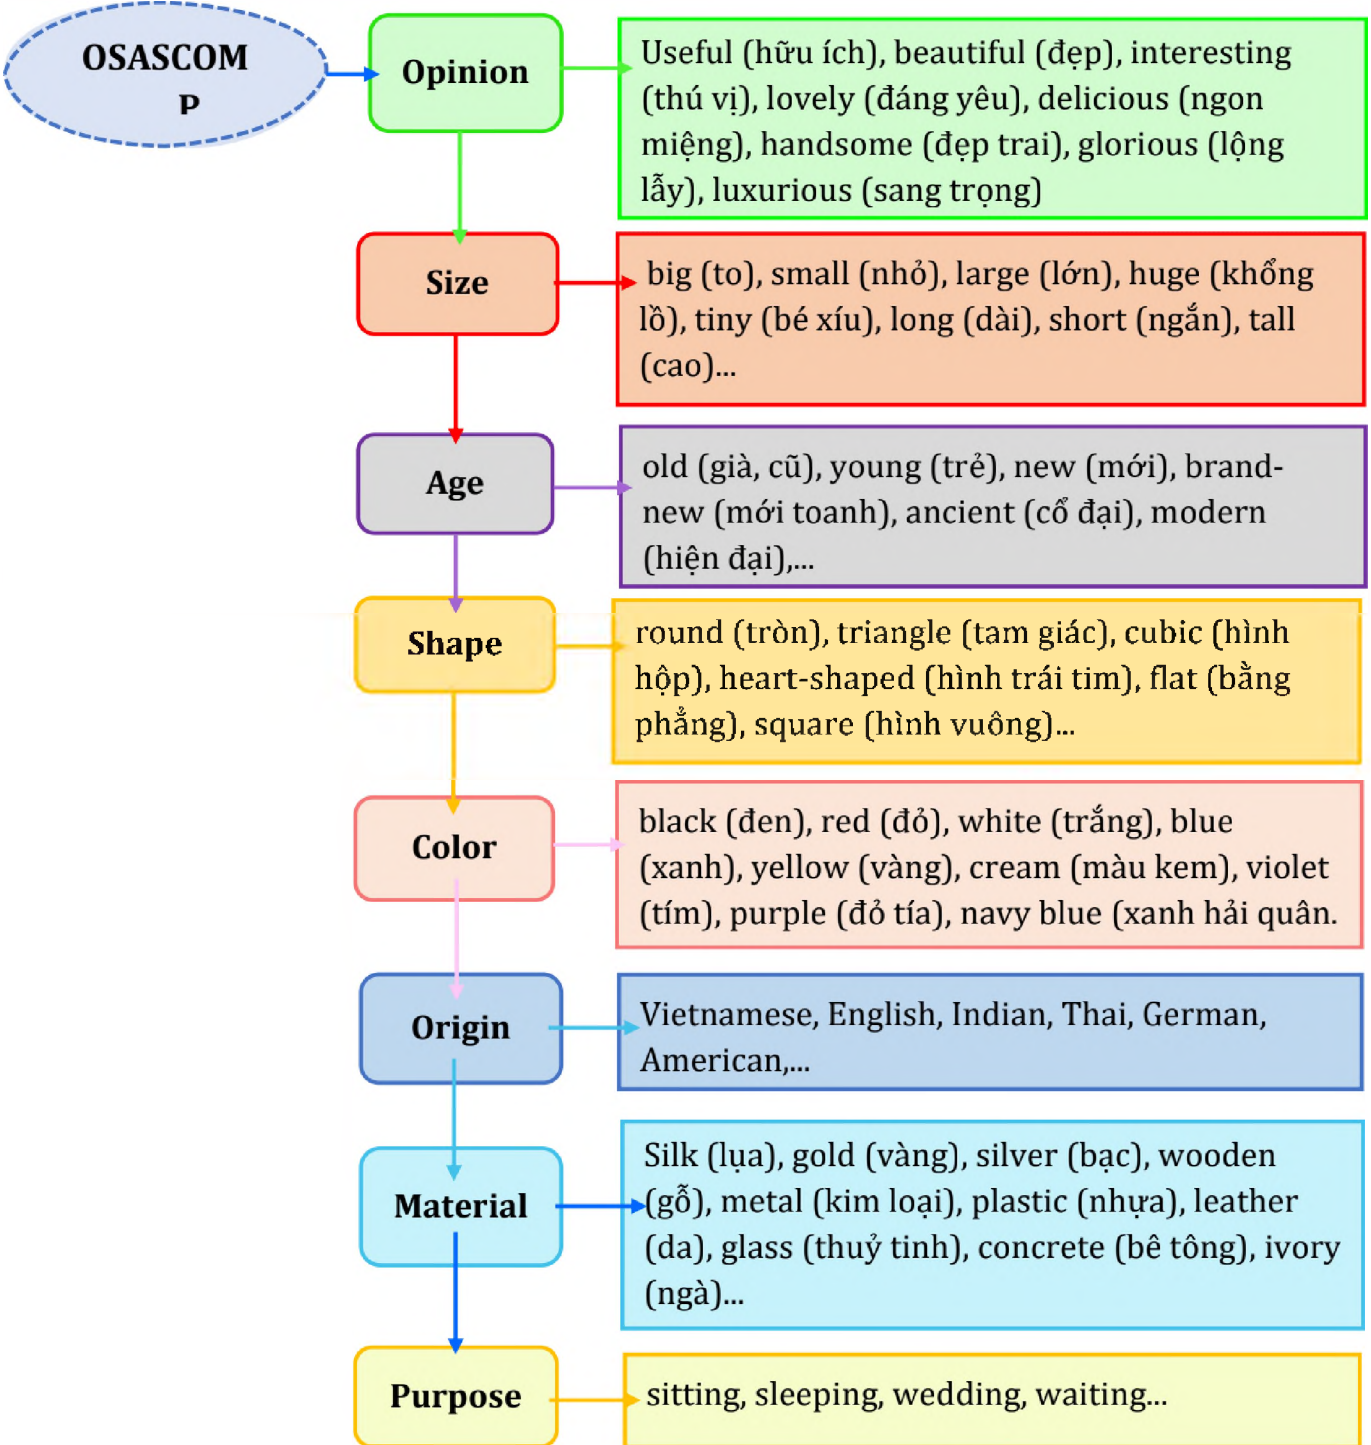 OSASCOM
P
Opinion
Useful (hữu ích), beautiful (đẹp), interesting
(thú vị), lovely (đáng yêu), delicious (ngon
miệng), handsome (đẹp trai), glorious (lộng
lẫy), luxurious (sang trọng)
Size
big (to), small (nhỏ), large (lớn), huge (khổng
lồ), tiny (bé xíu), long (dài), short (ngắn), tall
(cao)...
Age
old (già, cũ), young (trẻ), new (mới), brand-
new (mới toanh), ancient (cổ đại), modern
(hiện đại),...
Shape
round (tròn), triangle (tam giác), cubic (hình
hộp), heart-shaped (hình trái tim), flat (bằng
phẳng), square (hình vuông)...
Color
black (đen), red (đỏ), white (trắng), blue
(xanh), yellow (vàng), cream (màu kem), violet
(tím), purple (đỏ tía), navy blue (xanh hải quân.
Origin
Vietnamese, English, Indian, Thai, German,
American,...
Material
Silk (lụa), gold (vàng), silver (bạc), wooden
(gỗ), metal (kim loại), plastic (nhựa), leather
(da), glass (thuỷ tinh), concrete (bê tông), ivory
(ngà)...
Purpose
sitting, sleeping, wedding, waiting...